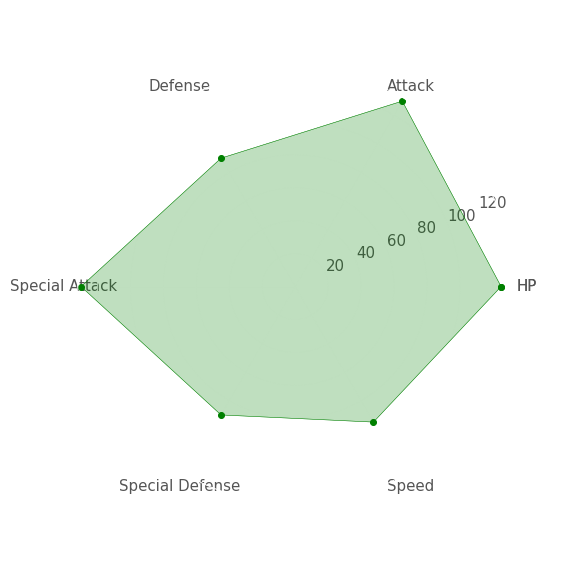 Defense
Attack
120
100
80
60
40
20
Special Attack
HP
Special Defense
Speed